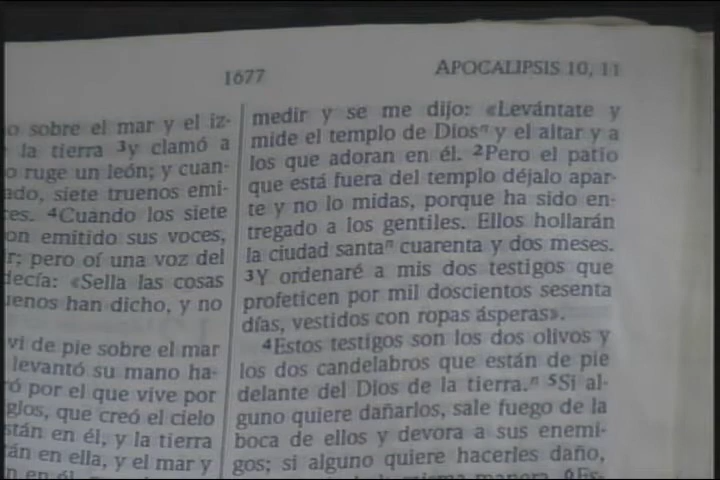 1677
APOCALIPSIS 10, 11
o sobre el mar y el iz-
la tierra ³y clamó a
o ruge un león; y cuan-
ado, siete truenos emi-
es. ⁴Cuando los siete
on emitido sus voces,
r; pero oí una voz del
decía: «Sella las cosas
uenos han dicho, y no
vi de pie sobre el mar
levantó su mano ha-
ó por el que vive por
glos, que creó el cielo
stán en él, y la tierra
án en ella, y el mar y
n en él.
medir y se me dijo: «Levántate y
mide el templo de Diosⁿ y el altar y a
los que adoran en él. ²Pero el patio
que está fuera del templo déjalo apar-
te y no lo midas, porque ha sido en-
tregado a los gentiles. Ellos hollarán
la ciudad santaⁿ cuarenta y dos meses.
³Y ordenaré a mis dos testigos que
profeticen por mil doscientos sesenta
días, vestidos con ropas ásperas».
⁴Estos testigos son los dos olivos y
los dos candelabros que están de pie
delante del Dios de la tierra.ⁿ ⁵Si al-
guno quiere dañarlos, sale fuego de la
boca de ellos y devora a sus enemi-
gos; si alguno quiere hacerles daño,
misma manera. ⁶Es-